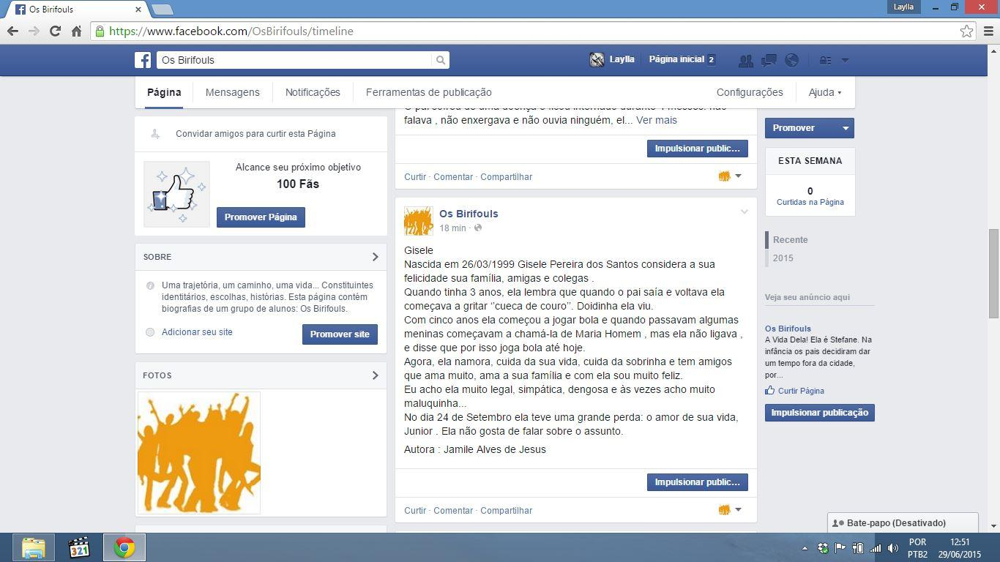 Os Birifouls
Laylla
https://www.facebook.com/OsBirifouls/timeline
Os Birifouls
Laylla
Página inicial 2
Página
Mensagens
Notificações
Ferramentas de publicação
Configurações
Ajuda
Convidar amigos para curtir esta Página
Alcance seu próximo objetivo
100 Fãs
Promover Página
SOBRE
Uma trajetória, um caminho, uma vida... Constituintes
identitários, escolhas, histórias. Esta página contém
biografias de um grupo de alunos: Os Birifouls.
Adicionar seu site
Promover site
FOTOS
falava , não enxergava e não ouvia ninguém, el... Ver mais
Impulsionar public...
Curtir · Comentar · Compartilhar
Os Birifouls
18 min ·
Gisele
Nascida em 26/03/1999 Gisele Pereira dos Santos considera a sua
felicidade sua família, amigas e colegas .
Quando tinha 3 anos, ela lembra que quando o pai saía e voltava ela
começava a gritar ‘’cueca de couro’’. Doidinha ela viu.
Com cinco anos ela começou a jogar bola e quando passavam algumas
meninas começavam a chamá-la de Maria Homem , mas ela não ligava ,
e disse que por isso joga bola até hoje.
Agora, ela namora, cuida da sua vida, cuida da sobrinha e tem amigos
que ama muito, ama a sua família e com ela sou muito feliz.
Eu acho ela muito legal, simpática, dengosa e às vezes acho muito
maluquinha...
No dia 24 de Setembro ela teve uma grande perda: o amor de sua vida,
Junior . Ela não gosta de falar sobre o assunto.
Autora : Jamile Alves de Jesus
Impulsionar public...
Curtir · Comentar · Compartilhar
Promover
ESTA SEMANA
0
Curtidas na Página
Recente
2015
Veja seu anúncio aqui
Os Birifouls
A Vida Dela! Ela é Stefane. Na
infância os pais decidiram dar
um tempo fora da cidade,
por...
Curtir Página
Impulsionar publicação
Bate-papo (Desativado)
321
POR
PTB2
12:51
29/06/2015